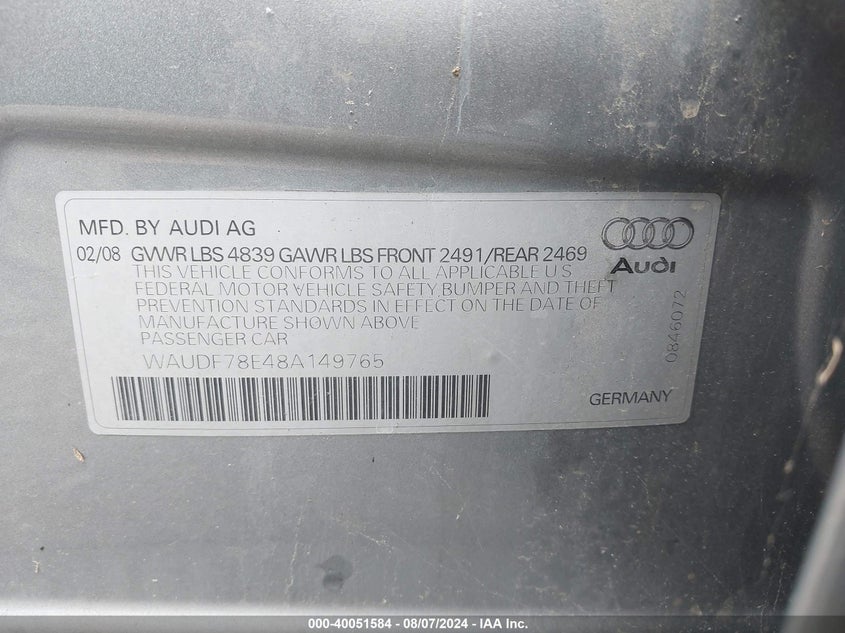 MFD. BY AUDI AG
02/08 GVWR LBS 4839 GAWR LBS FRONT 2491/REAR 2469
THIS VEHICLE CONFORMS TO ALL APPLICABLE U S
FEDERAL MOTOR VEHICLE SAFETY, BUMPER AND THEFT
PREVENTION STANDARDS IN EFFECT ON THE DATE OF
MANUFACTURE SHOWN ABOVE
PASSENGER CAR
WAUDF78E48A149765
Audi
0846072
GERMANY
000-40051584 - 08/07/2024 - IAA Inc.